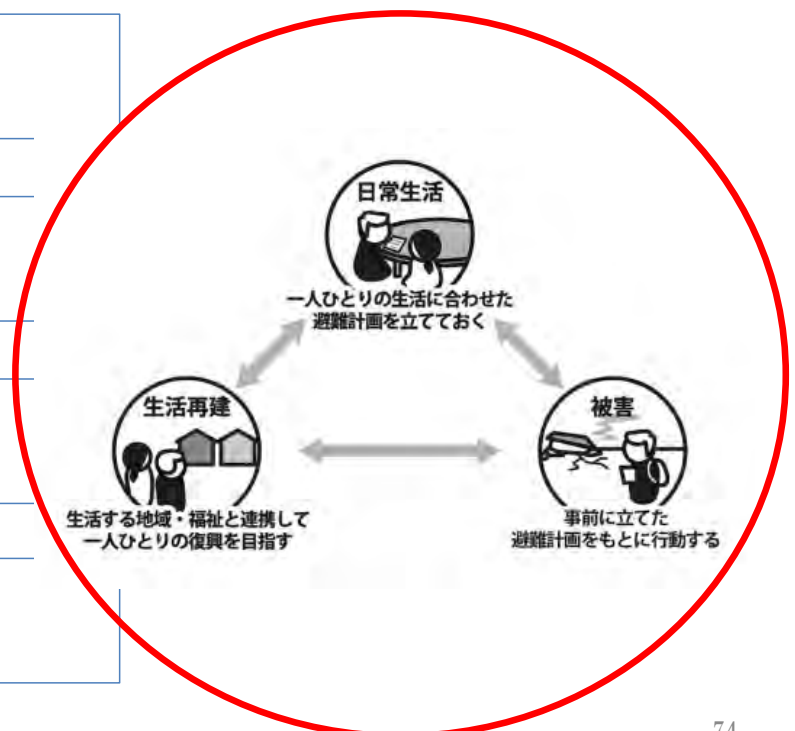 日常生活
一人ひとりの生活に合わせた
避難計画を立てておく
生活再建
生活する地域・福祉と連携して
一人ひとりの復興を目指す
被害
事前に立てた
避難計画をもとに行動する
74